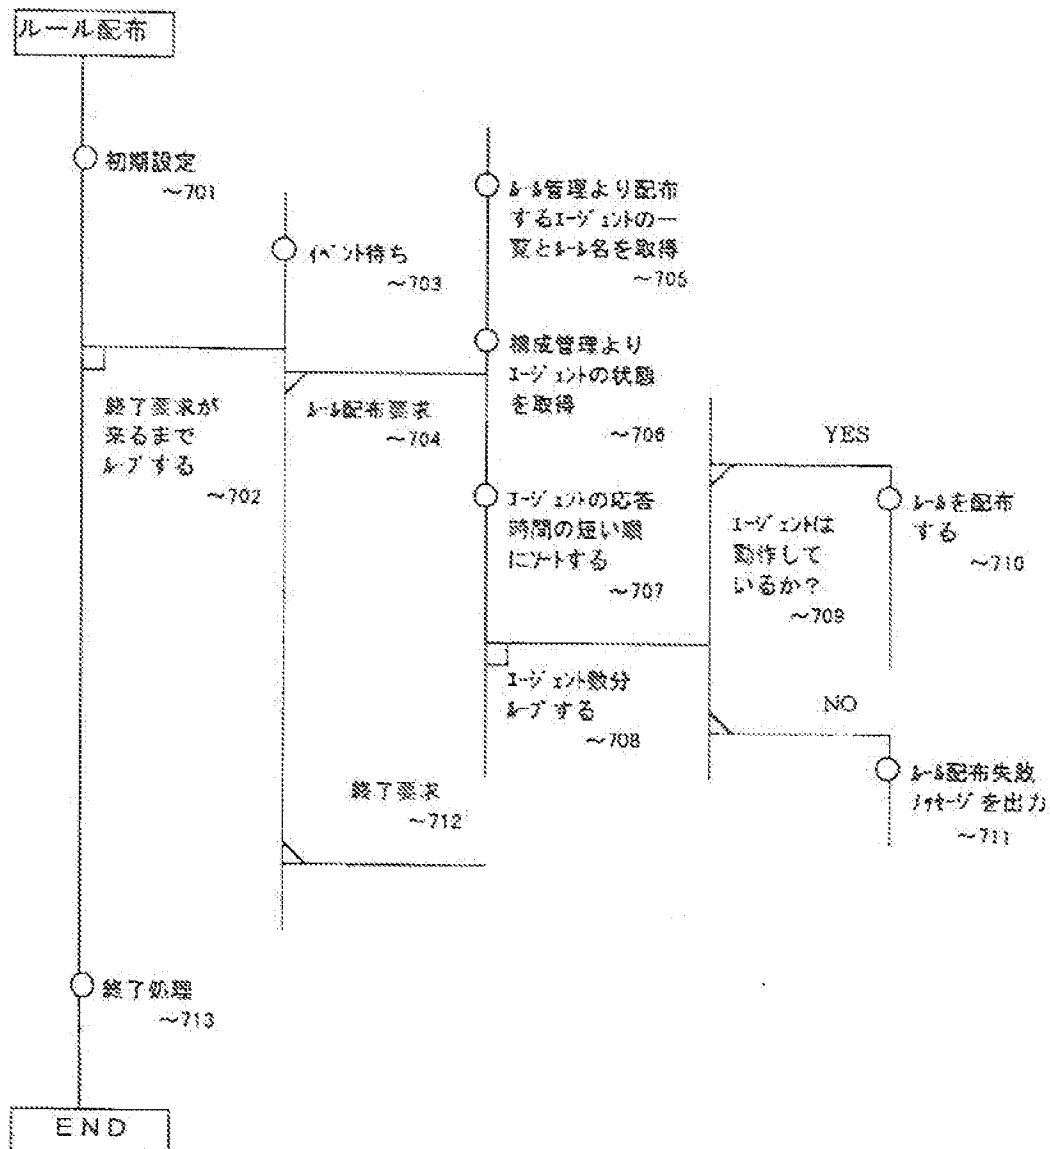 ルール配布
初期設定
～701
イベント待ち
～703
終了要求が
来るまで
ループする
～702
ルール配布要求
～704
ルール管理より配布
するエージェントの一
覧とルール名を取得
～705
構成管理より
エージェントの状態
を取得
～706
エージェントの応答
時間の短い順
にソートする
～707
エージェント数分
ループする
～708
YES
エージェントは
動作して
いるか？
～709
ルールを配布
する
～710
NO
ルール配布失敗
メッセージを出力
～711
終了要求
～712
終了処理
～713
END